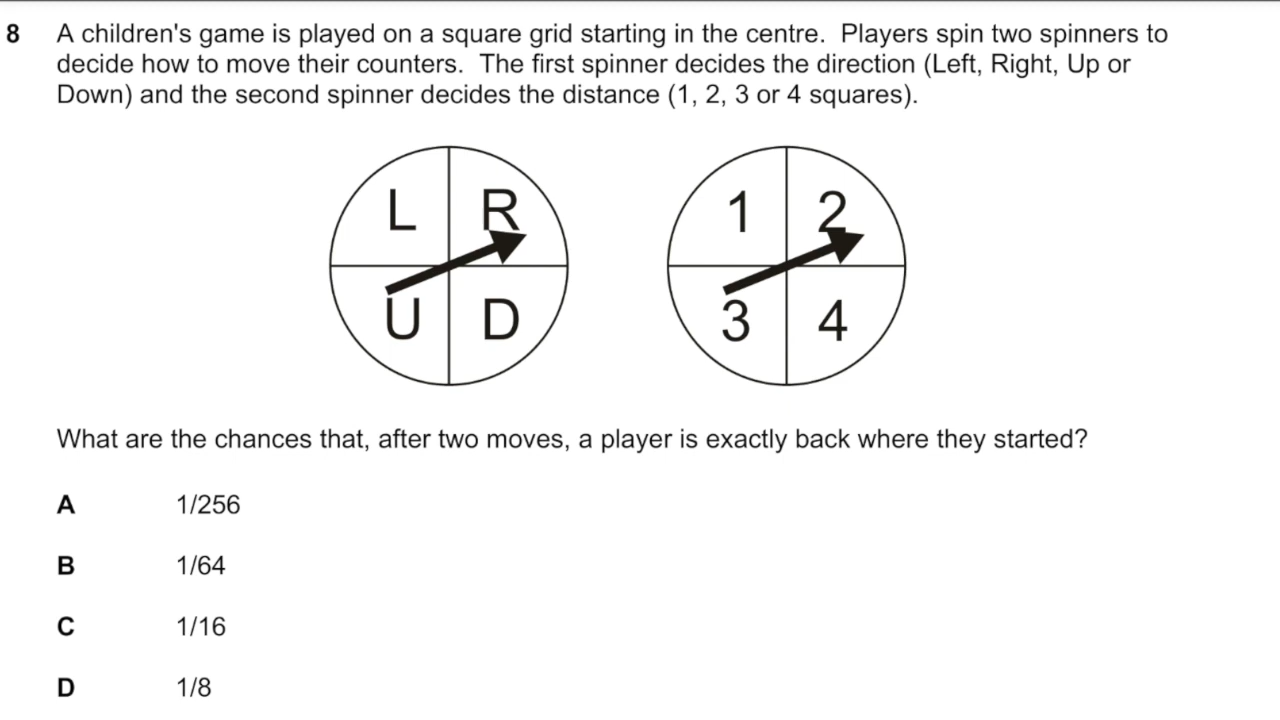 8 A children's game is played on a square grid starting in the centre. Players spin two spinners to
decide how to move their counters. The first spinner decides the direction (Left, Right, Up or
Down) and the second spinner decides the distance (1, 2, 3 or 4 squares).
L R 1 2
U D 3 4
What are the chances that, after two moves, a player is exactly back where they started?
A 1/256
B 1/64
C 1/16
D 1/8